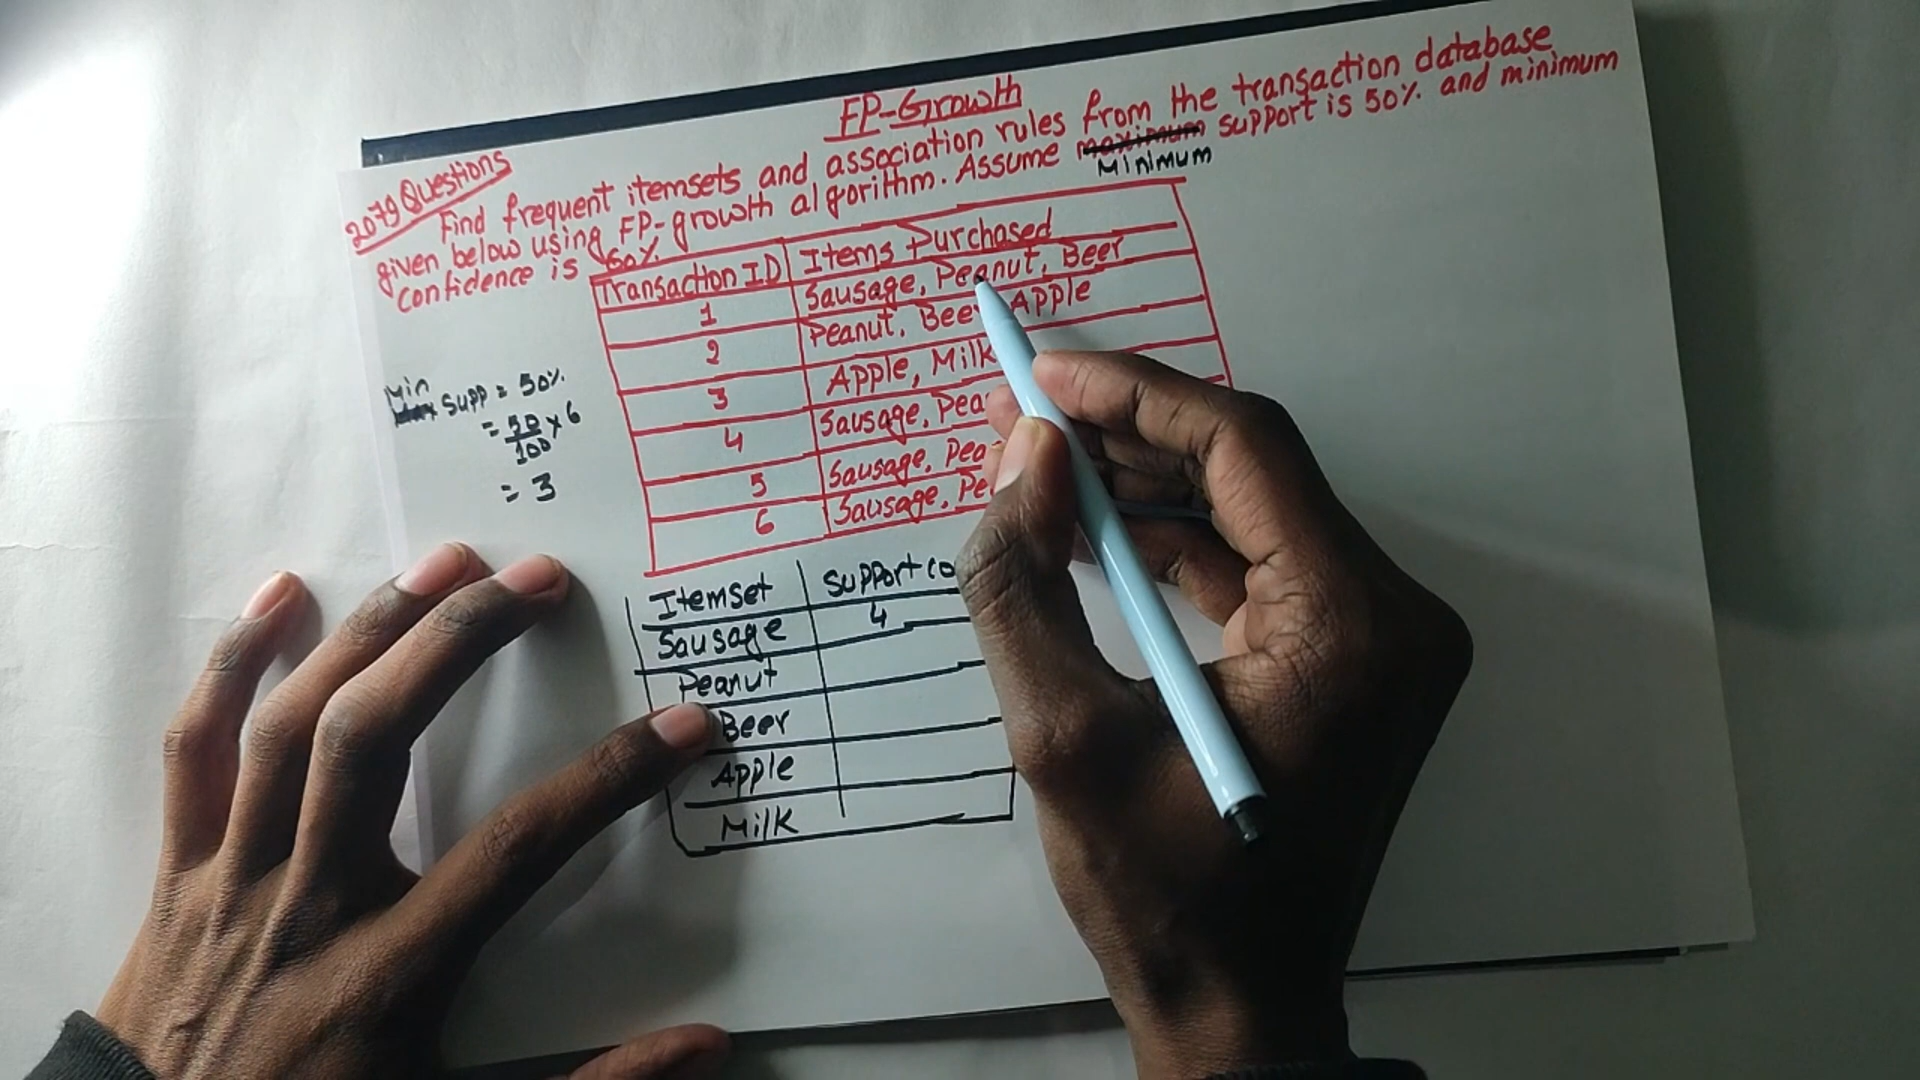 FP-Growth
2079 Questions
Find frequent itemsets and association rules from the transaction database
given below using FP-growth algorithm. Assume maximum support is 50% and minimum
Minimum
confidence is 60%.
Transaction ID Items Purchased
1 Sausage, Peanut, Beer
2 Peanut, Beer Apple
3 Apple, Milk
4 Sausage, Pea
5 Sausage, Pea
6 Sausage, Pe
Min
Max Supp = 50%
= 50/100 x 6
= 3
Itemset Support co
Sausage 4
Peanut
Beer
Apple
Milk